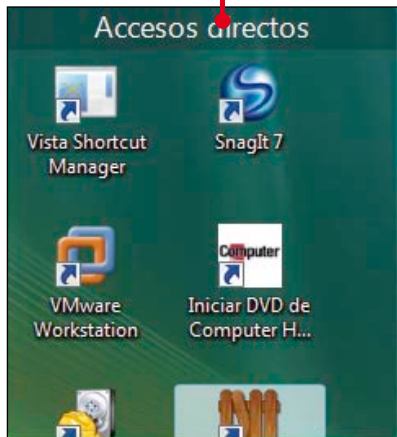 Accesos directos
Vista Shortcut
Manager
SnagIt 7
Computer
VMware
Workstation
Iniciar DVD de
Computer H...